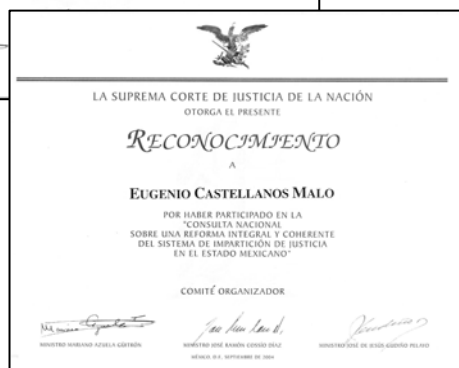 LA SUPREMA CORTE DE JUSTICIA DE LA NACIÓN
OTORGA EL PRESENTE
RECONOCIMIENTO
A
EUGENIO CASTELLANOS MALO
POR HABER PARTICIPADO EN LA
"CONSULTA NACIONAL
SOBRE UNA REFORMA INTEGRAL Y COHERENTE
DEL SISTEMA DE IMPARTICIÓN DE JUSTICIA
EN EL ESTADO MEXICANO"
COMITÉ ORGANIZADOR
MINISTRO MARIANO AZUELA GÜITRÓN
MINISTRO JOSÉ RAMÓN COSSÍO DÍAZ
MINISTRO JOSÉ DE JESÚS GUDIÑO PELAYO
MÉXICO, D.F. SEPTIEMBRE DE 2004